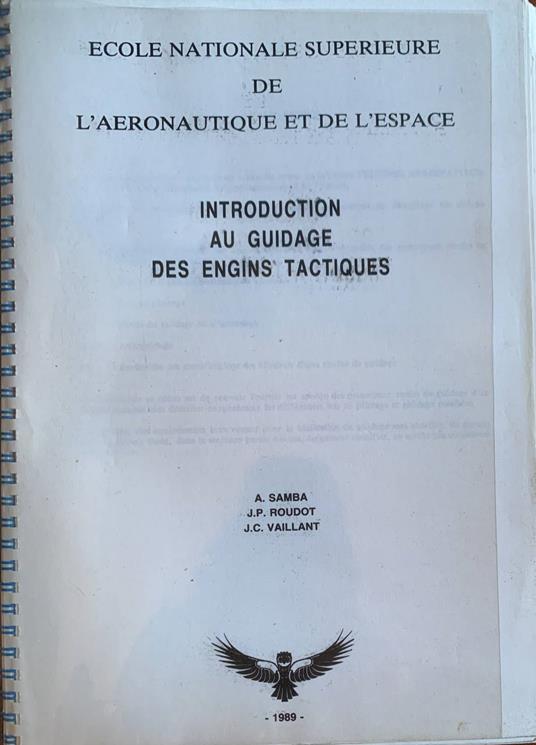 ECOLE NATIONALE SUPERIEURE
DE
L'AERONAUTIQUE ET DE L'ESPACE
INTRODUCTION
AU GUIDAGE
DES ENGINS TACTIQUES
A. SAMBA
J.P. ROUDOT
J.C. VAILLANT
- 1989 -